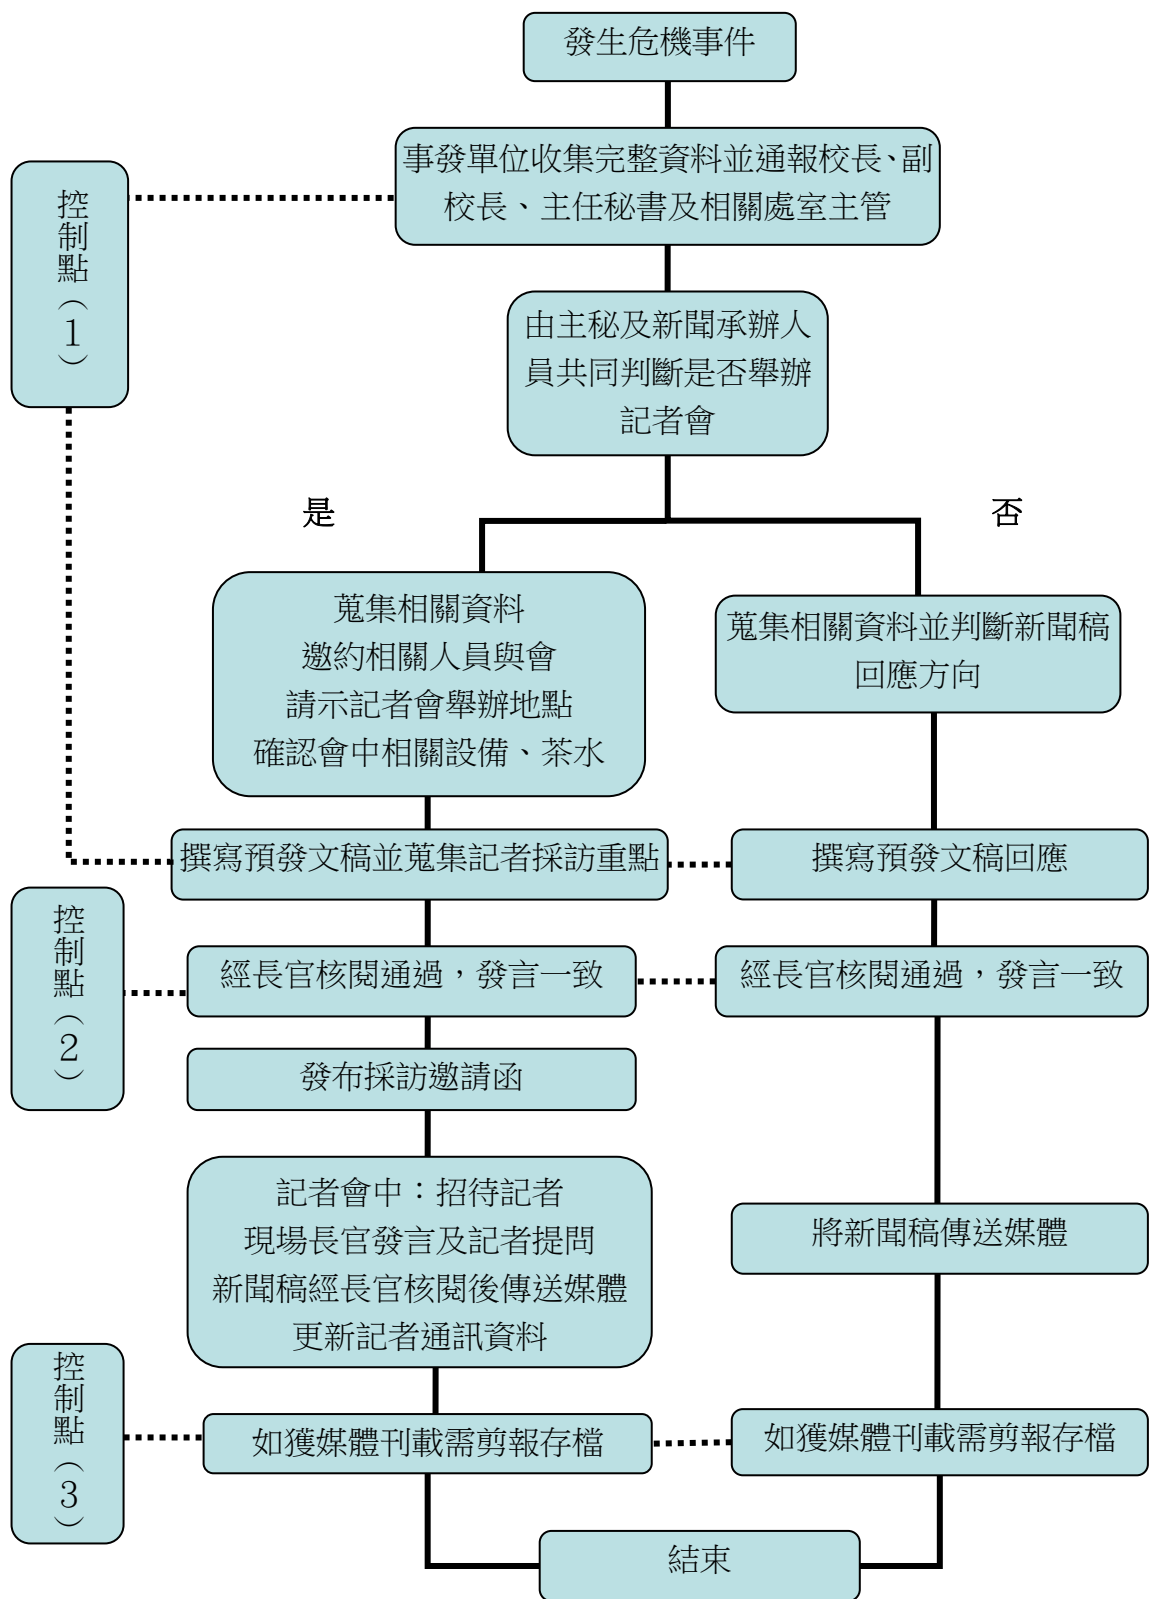 發生危機事件
事發單位收集完整資料並通報校長、副
校長、主任秘書及相關處室主管
控制點（1）
由主秘及新聞承辦人
員共同判斷是否舉辦
記者會
是
否
蒐集相關資料
邀約相關人員與會
請示記者會舉辦地點
確認會中相關設備、茶水
蒐集相關資料並判斷新聞稿
回應方向
撰寫預發文稿並蒐集記者採訪重點
撰寫預發文稿回應
控制點（2）
經長官核閱通過，發言一致
經長官核閱通過，發言一致
發布採訪邀請函
記者會中：招待記者
現場長官發言及記者提問
新聞稿經長官核閱後傳送媒體
更新記者通訊資料
將新聞稿傳送媒體
控制點（3）
如獲媒體刊載需剪報存檔
如獲媒體刊載需剪報存檔
結束